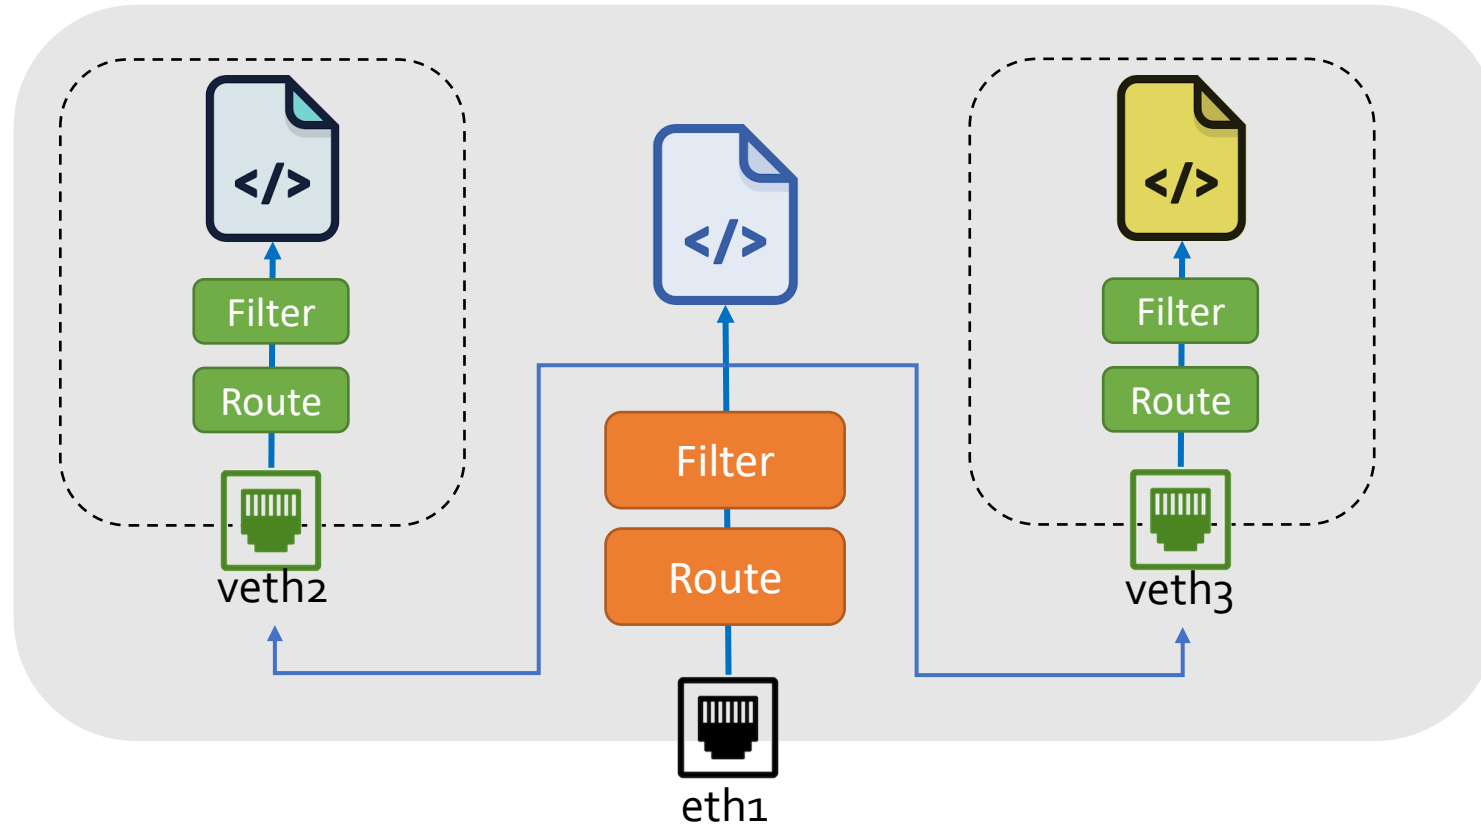 </>
Filter
Route
veth2
</>
Filter
Route
eth1
</>
Filter
Route
veth3